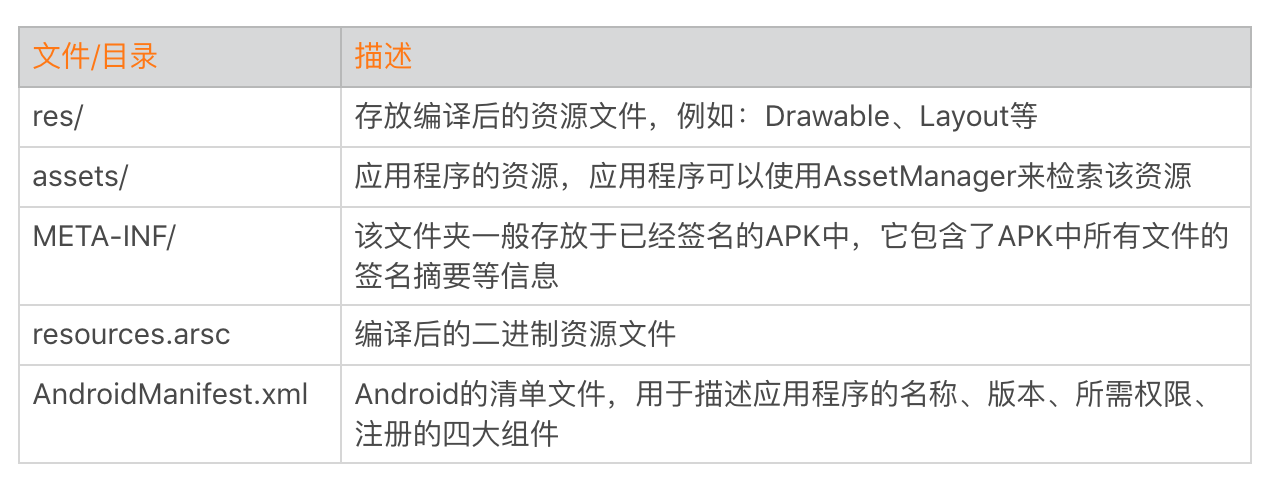 文件/目录
描述
res/
存放编译后的资源文件，例如：Drawable、Layout等
assets/
应用程序的资源，应用程序可以使用AssetManager来检索该资源
META-INF/
该文件夹一般存放于已经签名的APK中，它包含了APK中所有文件的
签名摘要等信息
resources.arsc
编译后的二进制资源文件
AndroidManifest.xml
Android的清单文件，用于描述应用程序的名称、版本、所需权限、
注册的四大组件